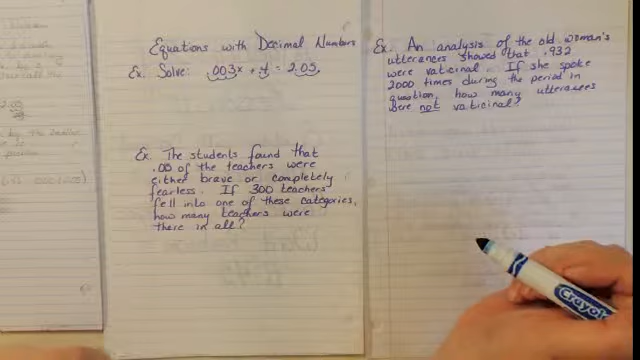 Equations with Decimal Numbers
Ex. Solve: .003x + .4 = 2.05
Ex. The students found that
of the teachers were
either brave or completely
fearless. If 300 teachers
fell into one of these categories,
how many teachers were
there in all?
Ex. An analysis of the old woman's
utterances showed that .932
were vaticinal. If she spoke
2000 times during the period in
question, how many utterances
were not vaticinal?
Crayola